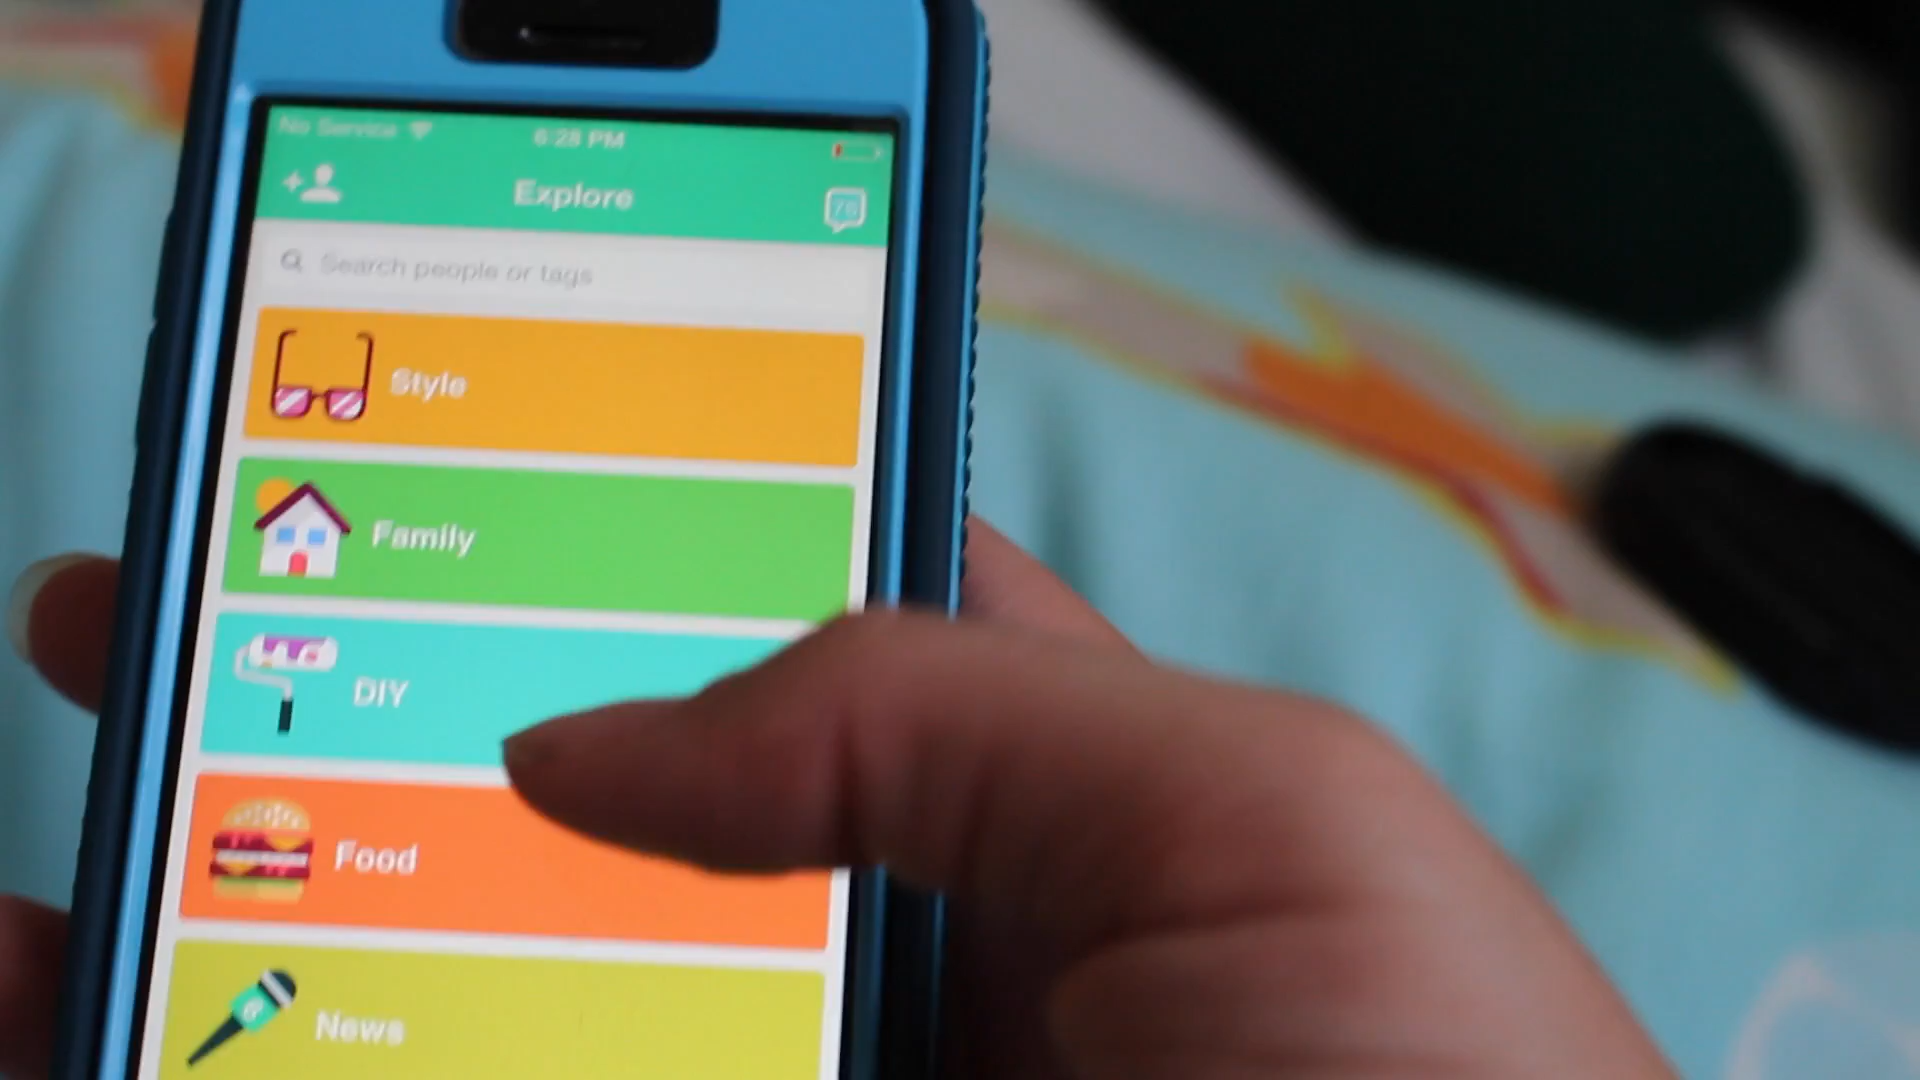 No Service 6:28 PM
Explore
Search people or tags
Style
Family
DIY
Food
News